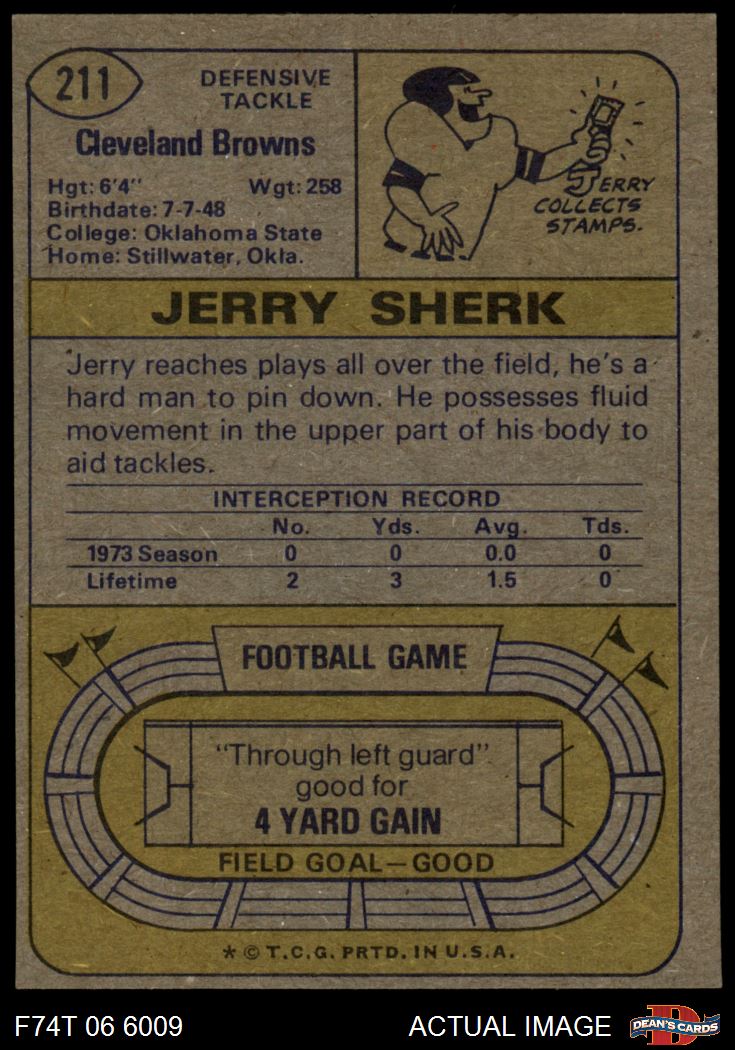 211
DEFENSIVE
TACKLE
Cleveland Browns
Hgt: 6'4" Wgt: 258
Birthdate: 7-7-48
College: Oklahoma State
Home: Stillwater, Okla.
JERRY
COLLECTS
STAMPS.
JERRY SHERK
Jerry reaches plays all over the field, he's a
hard man to pin down. He possesses fluid
movement in the upper part of his body to
aid tackles.
INTERCEPTION RECORD
No. Yds. Avg. Tds.
1973 Season 0 0 0.0 0
Lifetime 2 3 1.5 0
FOOTBALL GAME
"Through left guard"
good for
4 YARD GAIN
FIELD GOAL—GOOD
* © T.C.G. PRTD. IN U.S.A.
F74T 06 6009 ACTUAL IMAGE
D
DEAN'S CARDS